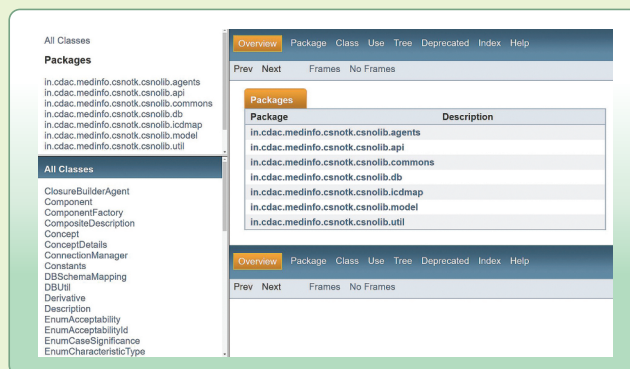 All Classes
Packages
in.cdac.medinfo.csnotk.csnolib.agents
in.cdac.medinfo.csnotk.csnolib.api
in.cdac.medinfo.csnotk.csnolib.commons
in.cdac.medinfo.csnotk.csnolib.db
in.cdac.medinfo.csnotk.csnolib.icdmap
in.cdac.medinfo.csnotk.csnolib.model
in.cdac.medinfo.csnotk.csnolib.util
All Classes
ClosureBuilderAgent
Component
ComponentFactory
CompositeDescription
Concept
ConceptDetails
ConnectionManager
Constants
DBSchemaMapping
DBUtil
Derivative
Description
EnumAcceptability
EnumAcceptabilityId
EnumCaseSignificance
EnumCharacteristicType
Overview Package Class Use Tree Deprecated Index Help
Prev Next Frames No Frames
Packages
Package Description
in.cdac.medinfo.csnotk.csnolib.agents
in.cdac.medinfo.csnotk.csnolib.api
in.cdac.medinfo.csnotk.csnolib.commons
in.cdac.medinfo.csnotk.csnolib.db
in.cdac.medinfo.csnotk.csnolib.icdmap
in.cdac.medinfo.csnotk.csnolib.model
in.cdac.medinfo.csnotk.csnolib.util
Overview Package Class Use Tree Deprecated Index Help
Prev Next Frames No Frames